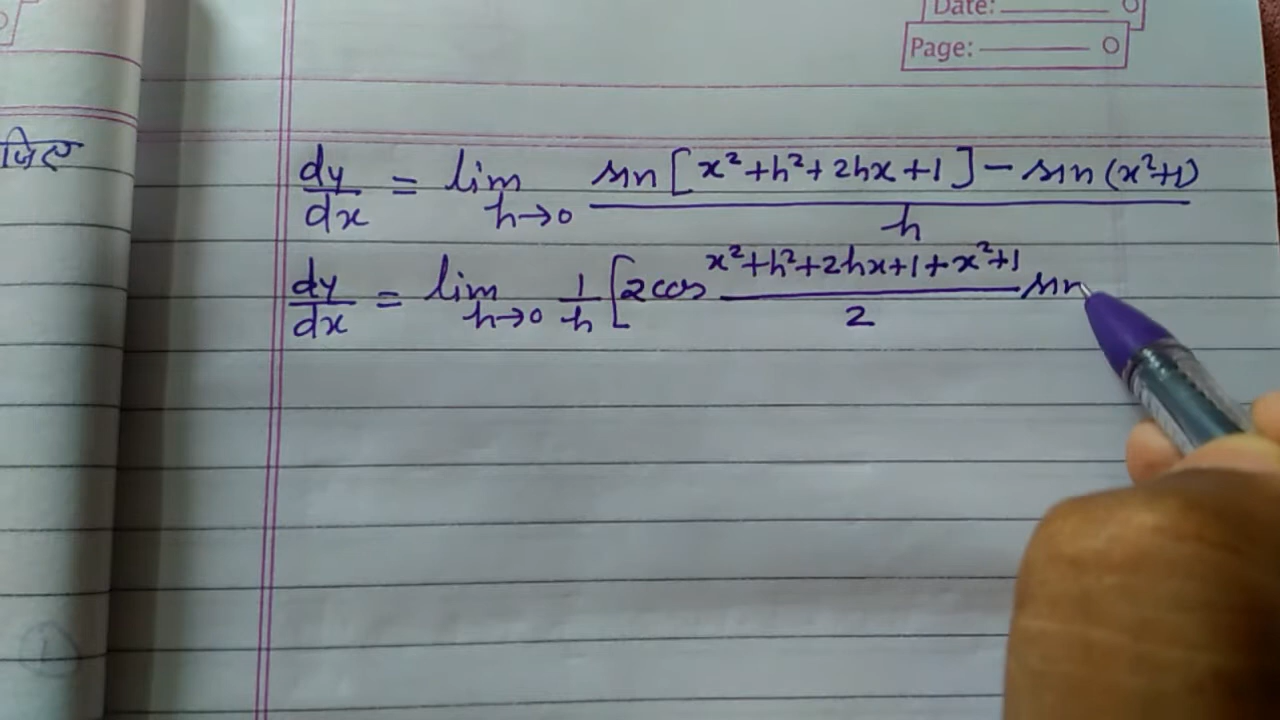 Date:
Page:
dy/dx = lim h→0 sin[x²+h²+2hx+1] - sin(x²+1) / h
dy/dx = lim h→0 1/h [2cos x²+h²+2hx+1+x²+1 / 2 sin